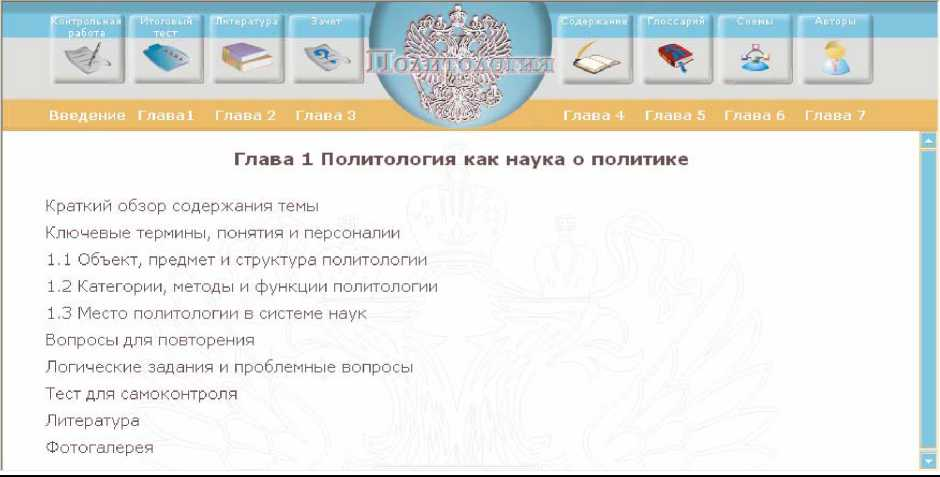 Контрольная работа
Итоговый тест
Литература
Зачет
Политология
Содержание
Глоссарий
Схемы
Авторы
Введение Глава1 Глава 2 Глава 3 Глава 4 Глава 5 Глава 6 Глава 7
Глава 1 Политология как наука о политике
Краткий обзор содержания темы
Ключевые термины, понятия и персоналии
1.1 Объект, предмет и структура политологии
1.2 Категории, методы и функции политологии
1.3 Место политологии в системе наук
Вопросы для повторения
Логические задания и проблемные вопросы
Тест для самоконтроля
Литература
Фотогалерея